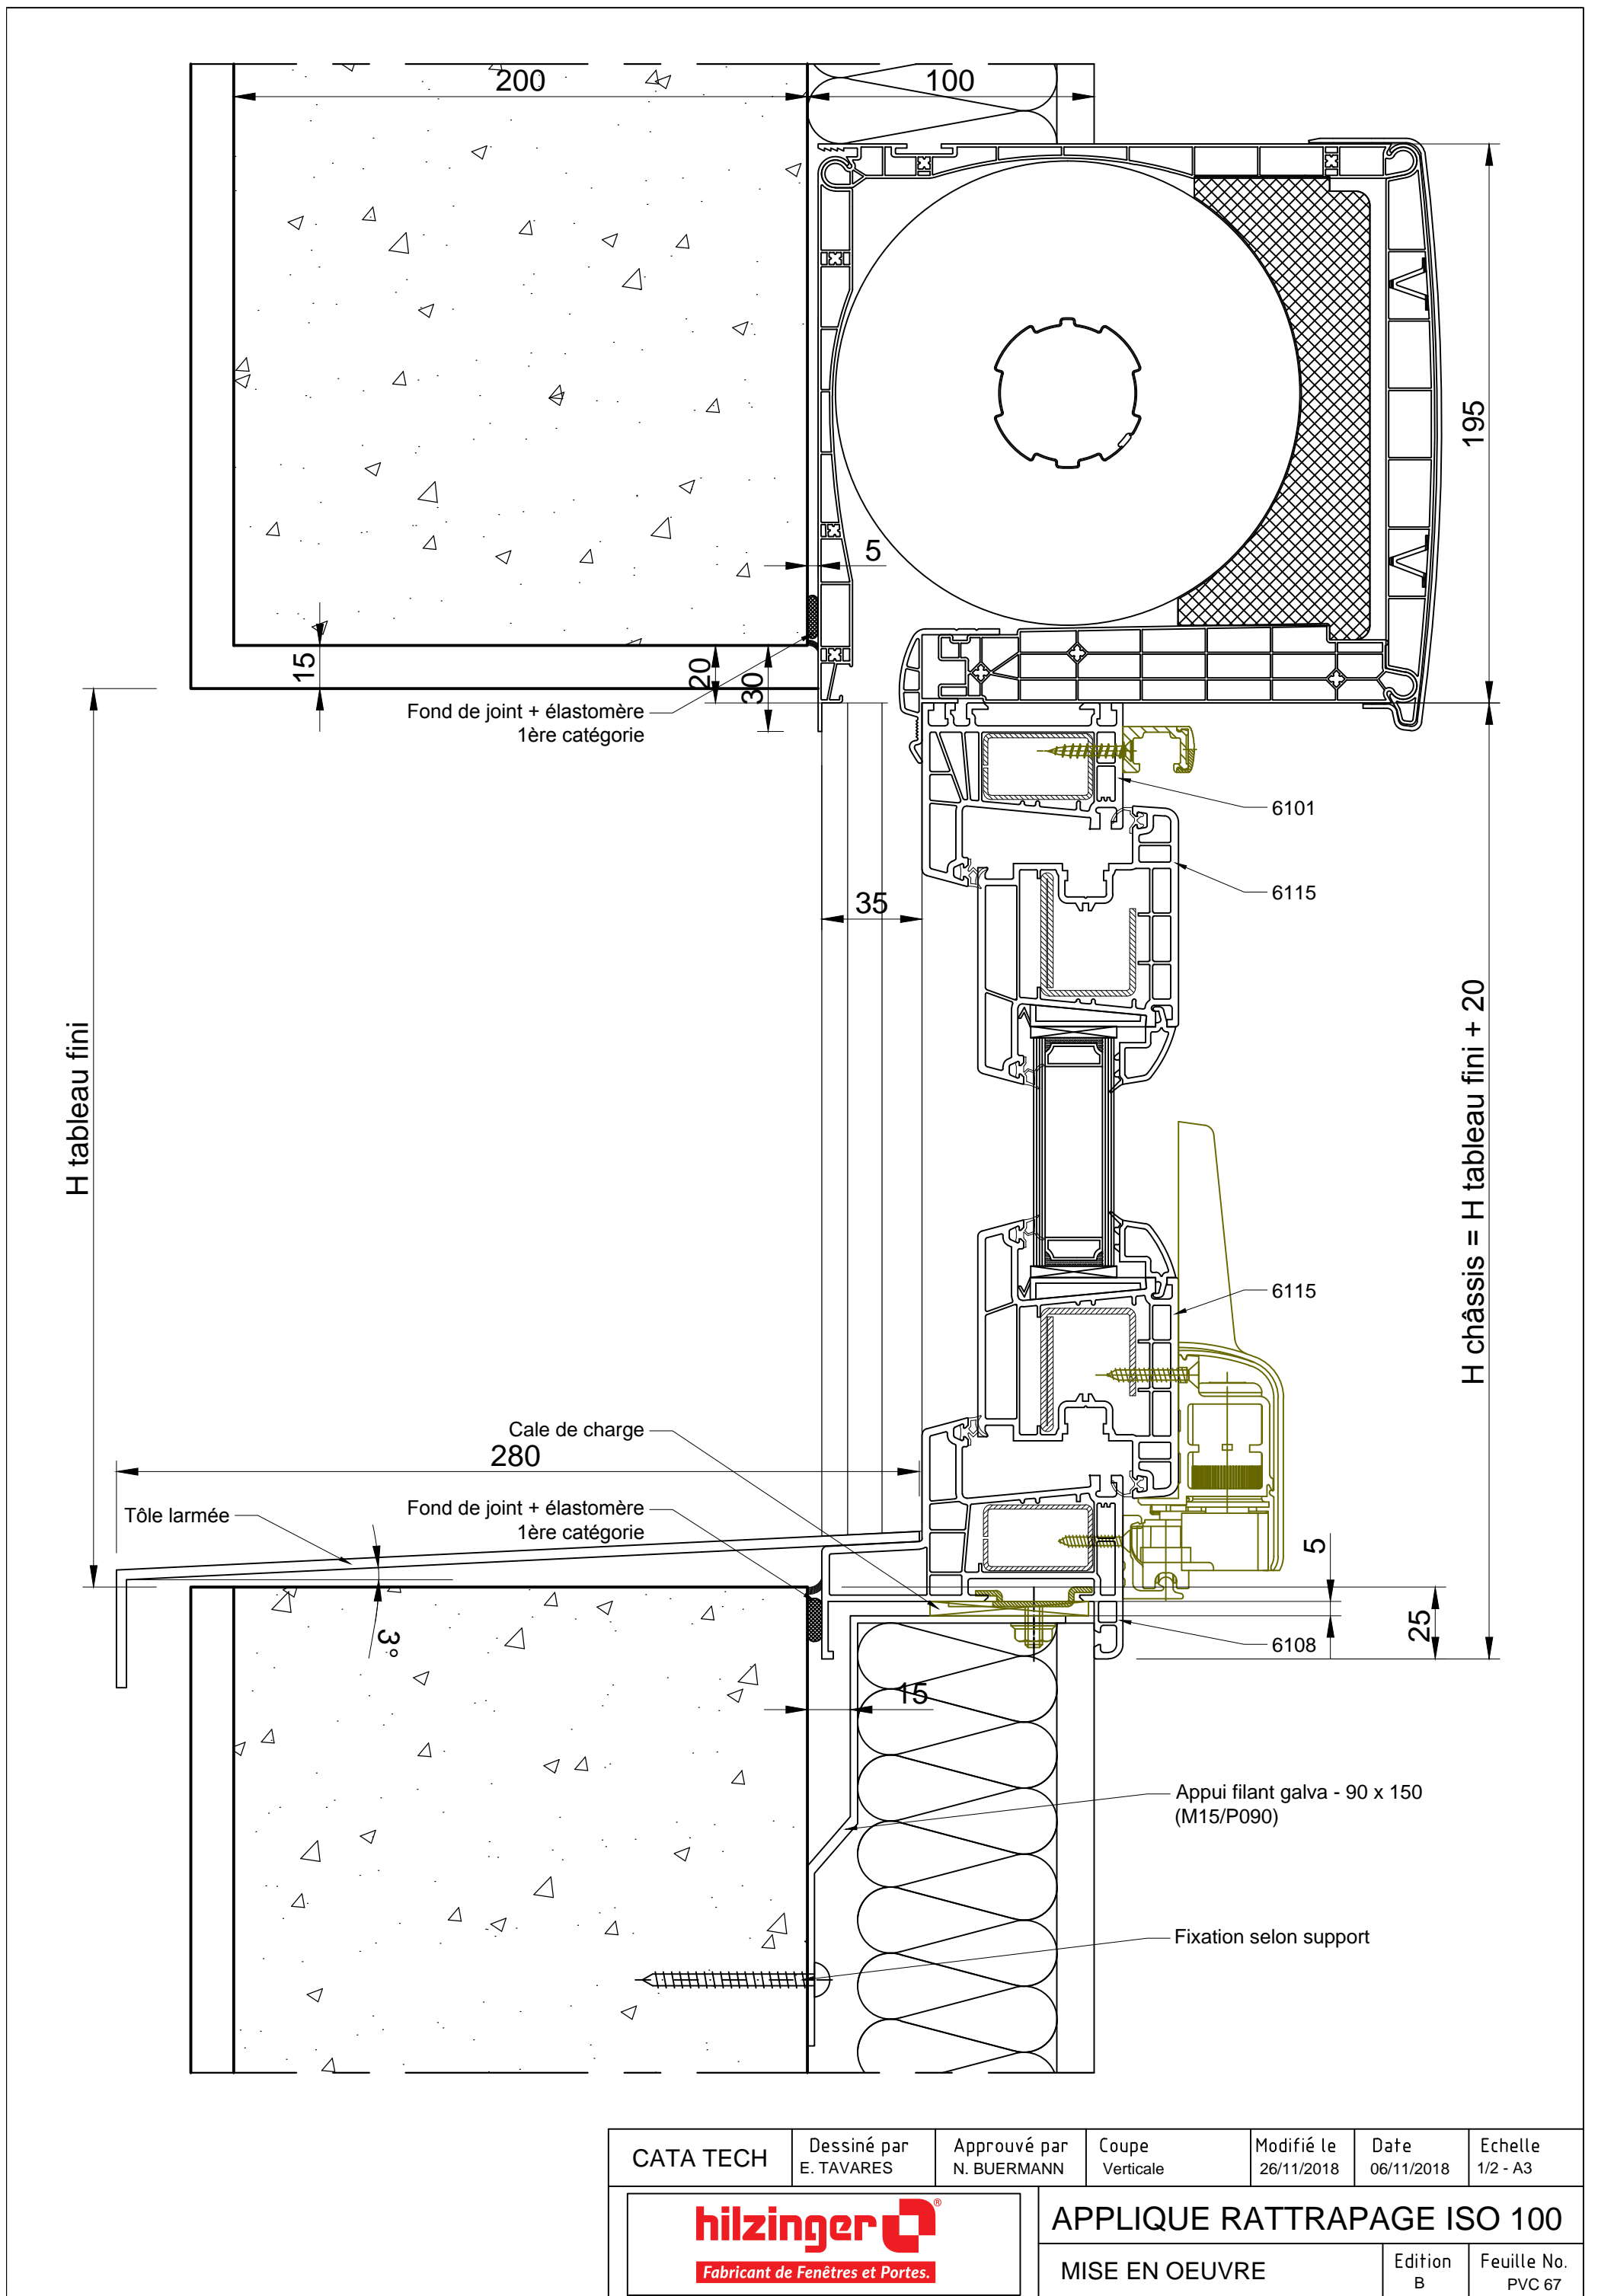 200
100
195
5
15
20
30
Fond de joint + élastomère
1ère catégorie
6101
6115
35
H tableau fini
H châssis = H tableau fini + 20
6115
Cale de charge
280
Tôle larmée
Fond de joint + élastomère
1ère catégorie
5
25
3°
6108
15
Appui filant galva - 90 x 150
(M15/P090)
Fixation selon support
CATA TECH
Dessiné par
E. TAVARES
Approuvé par
N. BUERMANN
Coupe
Verticale
Modifié le
26/11/2018
Date
06/11/2018
Echelle
1/2 - A3
hilzinger ®
Fabricant de Fenêtres et Portes.
APPLIQUE RATTRAPAGE ISO 100
MISE EN OEUVRE
Edition
B
Feuille No.
PVC 67